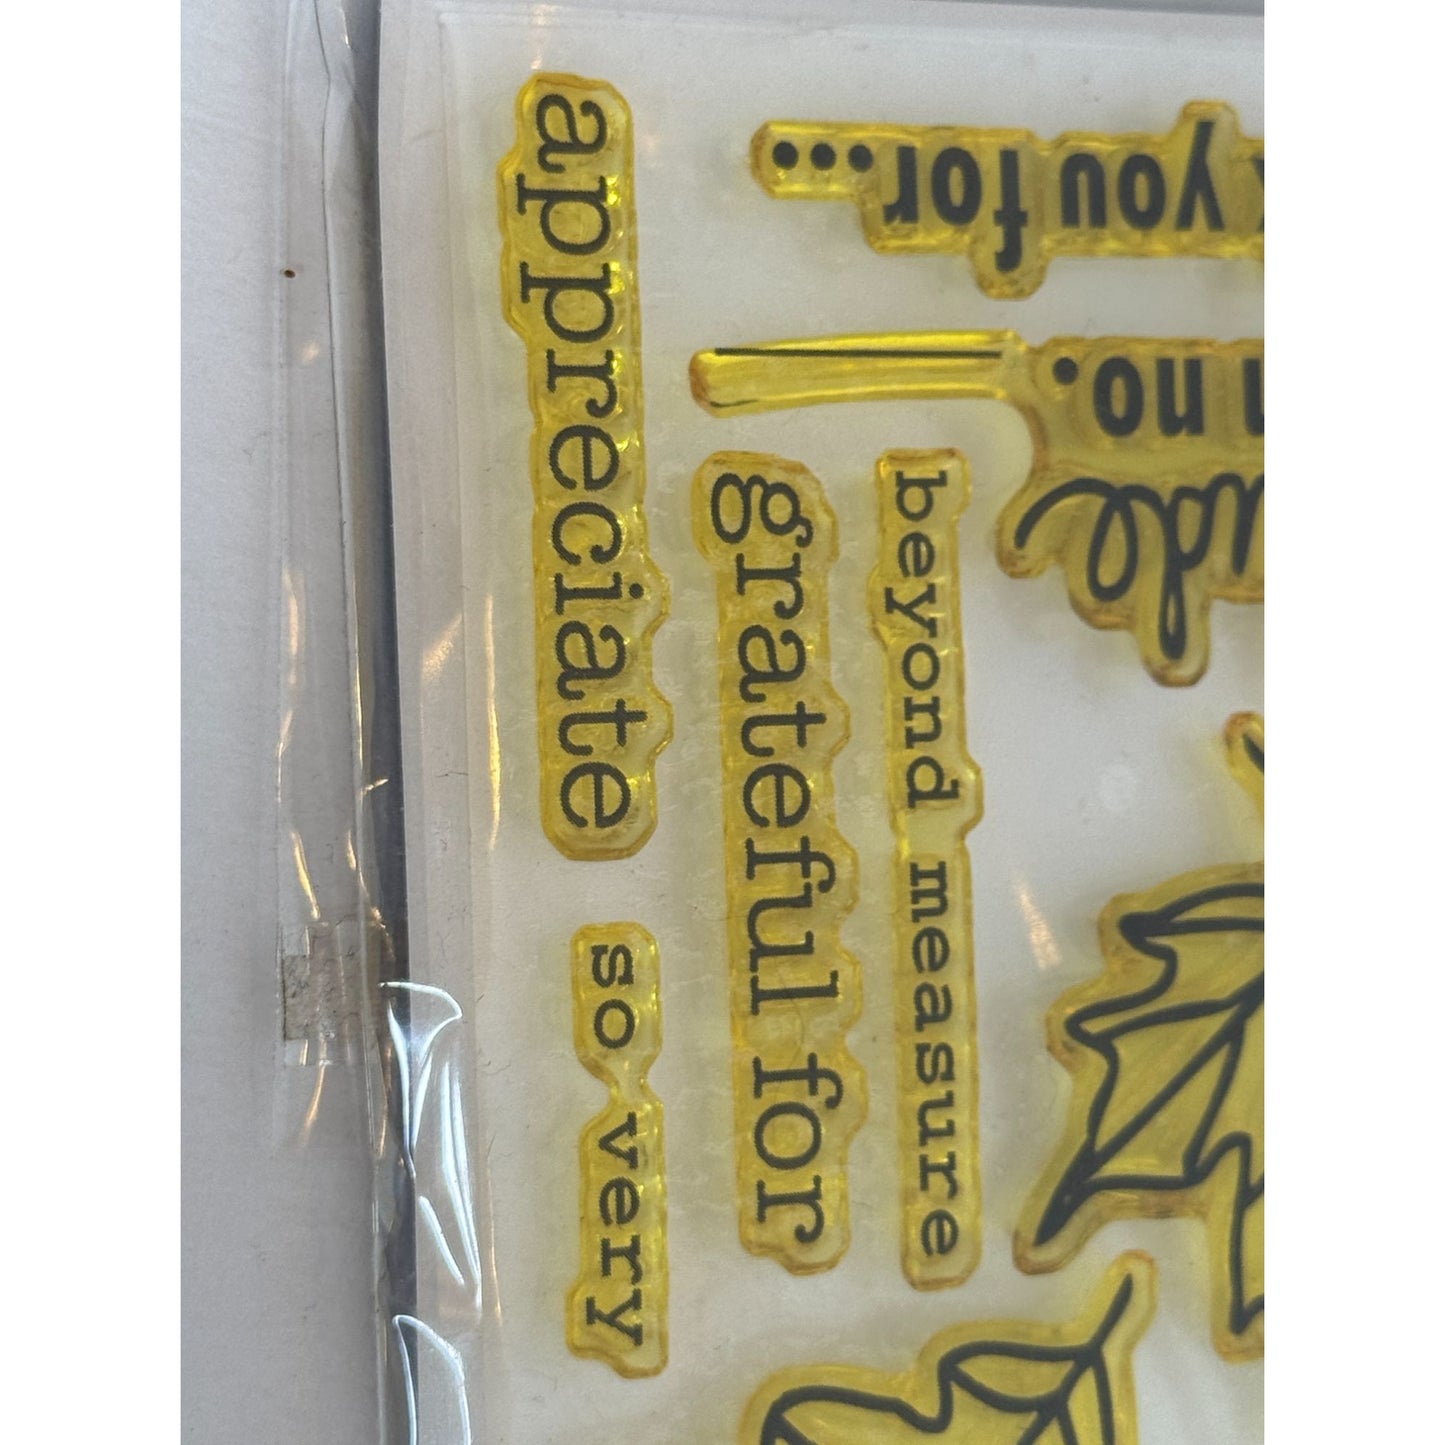 appreciate
so very
grateful for
beyond measure
you for...
no.